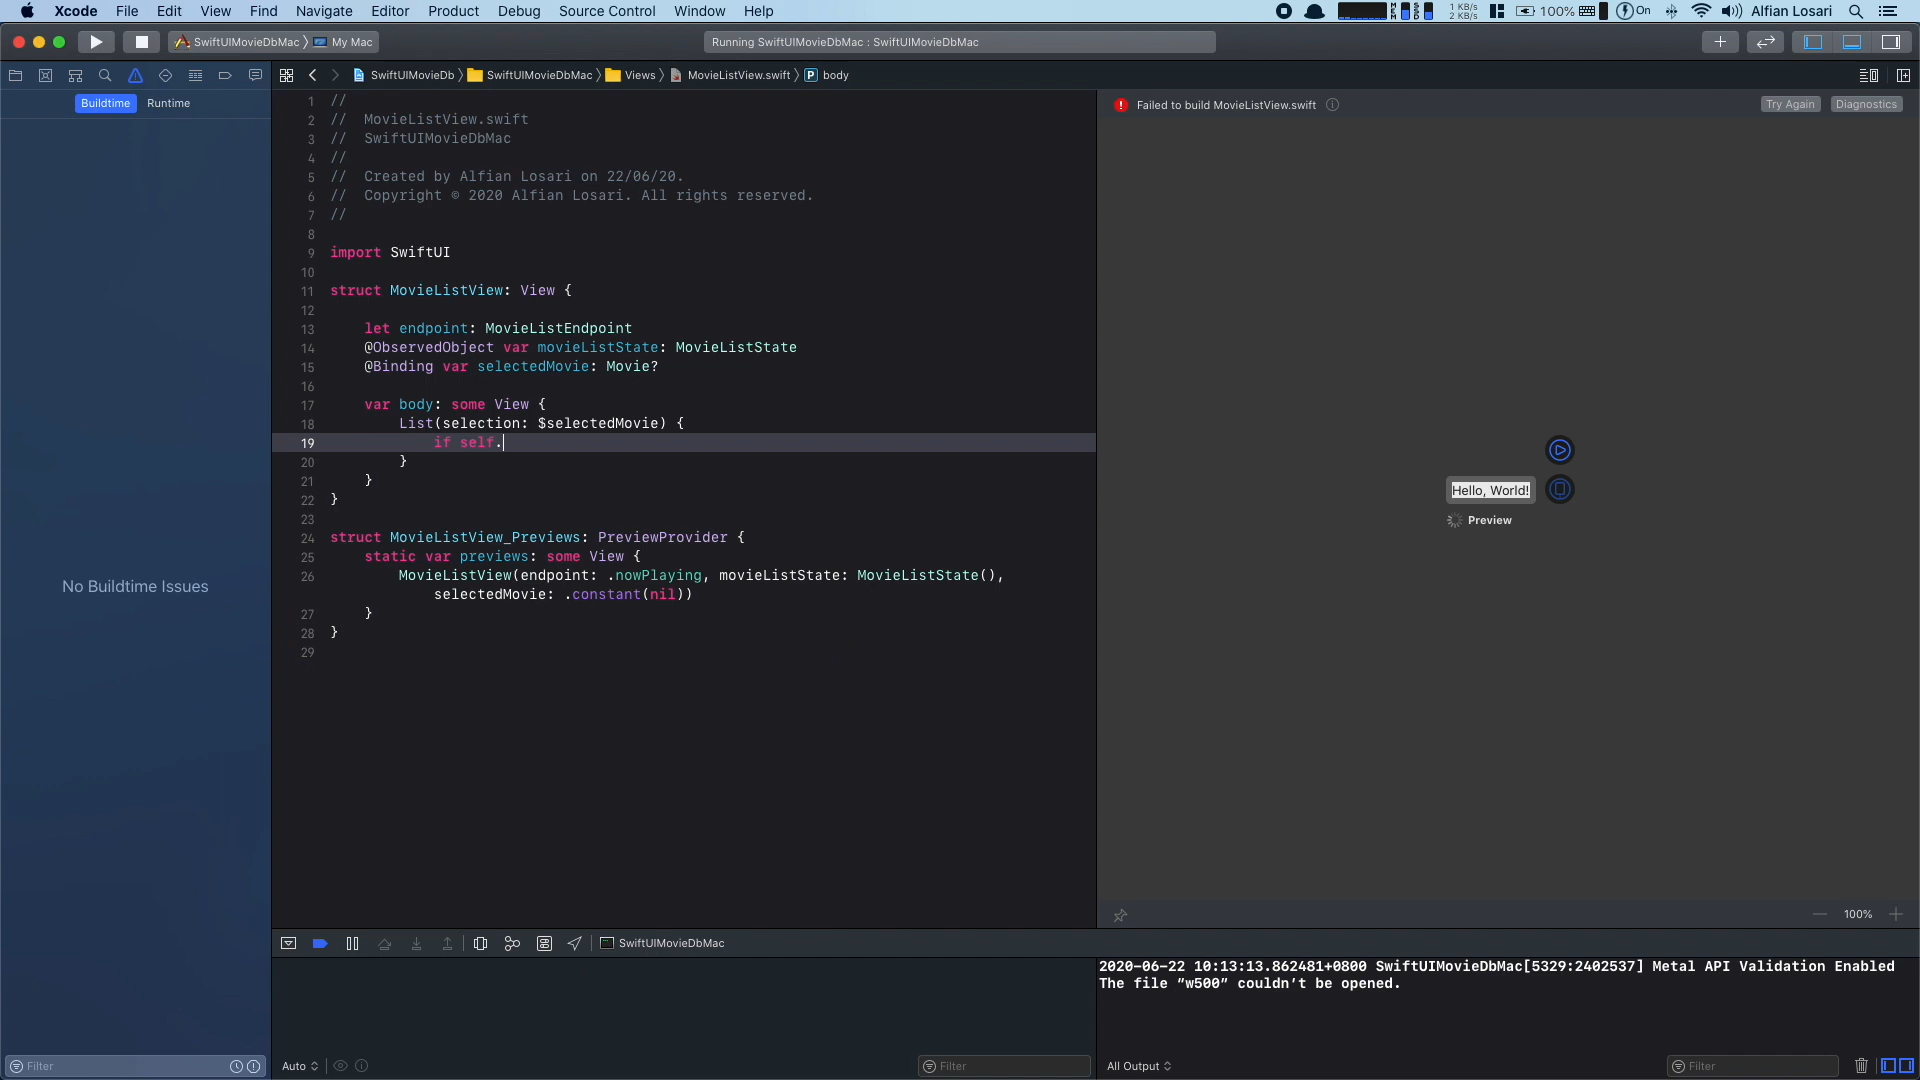 Xcode File Edit View Find Navigate Editor Product Debug Source Control Window Help
1 KB/s
2 KB/s
100%
On
Alfian Losari
SwiftUIMovieDbMac My Mac
Running SwiftUIMovieDbMac : SwiftUIMovieDbMac
SwiftUIMovieDb SwiftUIMovieDbMac Views MovieListView.swift P body
Buildtime Runtime
No Buildtime Issues
Filter
1 //
2 //  MovieListView.swift
3 //  SwiftUIMovieDbMac
4 //
5 //  Created by Alfian Losari on 22/06/20.
6 //  Copyright © 2020 Alfian Losari. All rights reserved.
7 //
8
9 import SwiftUI
10
11 struct MovieListView: View {
12
13     let endpoint: MovieListEndpoint
14     @ObservedObject var movieListState: MovieListState
15     @Binding var selectedMovie: Movie?
16
17     var body: some View {
18         List(selection: $selectedMovie) {
19             if self.
20         }
21     }
22 }
23
24 struct MovieListView_Previews: PreviewProvider {
25     static var previews: some View {
26         MovieListView(endpoint: .nowPlaying, movieListState: MovieListState(),
            selectedMovie: .constant(nil))
27     }
28 }
29
Failed to build MovieListView.swift
Try Again Diagnostics
Hello, World!
Preview
100%
SwiftUIMovieDbMac
2020-06-22 10:13:13.862481+0800 SwiftUIMovieDbMac[5329:2402537] Metal API Validation Enabled
The file “w500” couldn’t be opened.
Auto
Filter
All Output
Filter